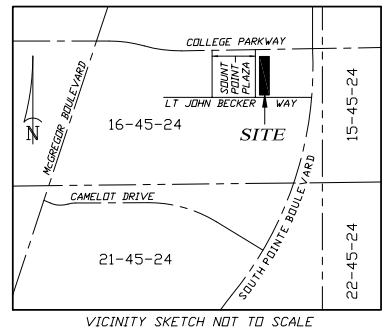 COLLEGE PARKWAY
McGREGOR BOULEVARD
SOUNT
POINT
PLAZA
15-45-24
LT JOHN BECKER WAY
16-45-24
SITE
N
CAMELOT DRIVE
SOUTH POINTE BOULEVARD
21-45-24
22-45-24
VICINITY SKETCH NOT TO SCALE